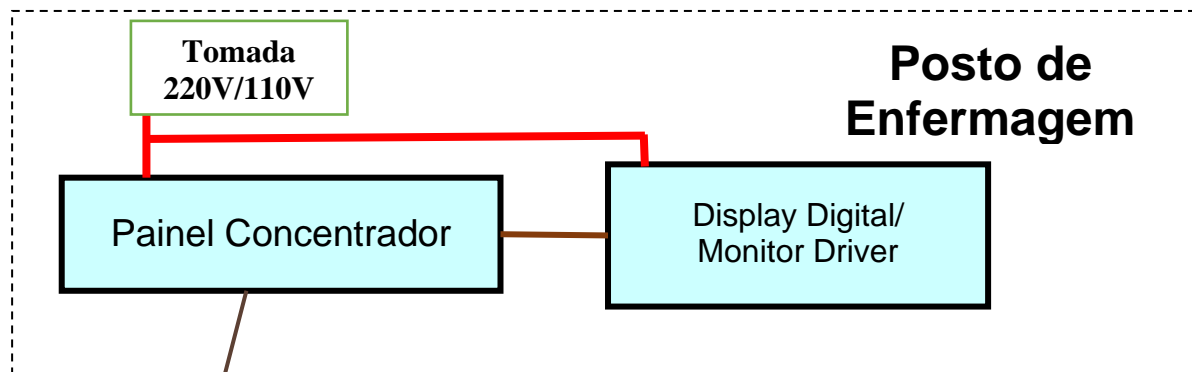 Tomada
220V/110V
Posto de
Enfermagem
Painel Concentrador
Display Digital/
Monitor Driver